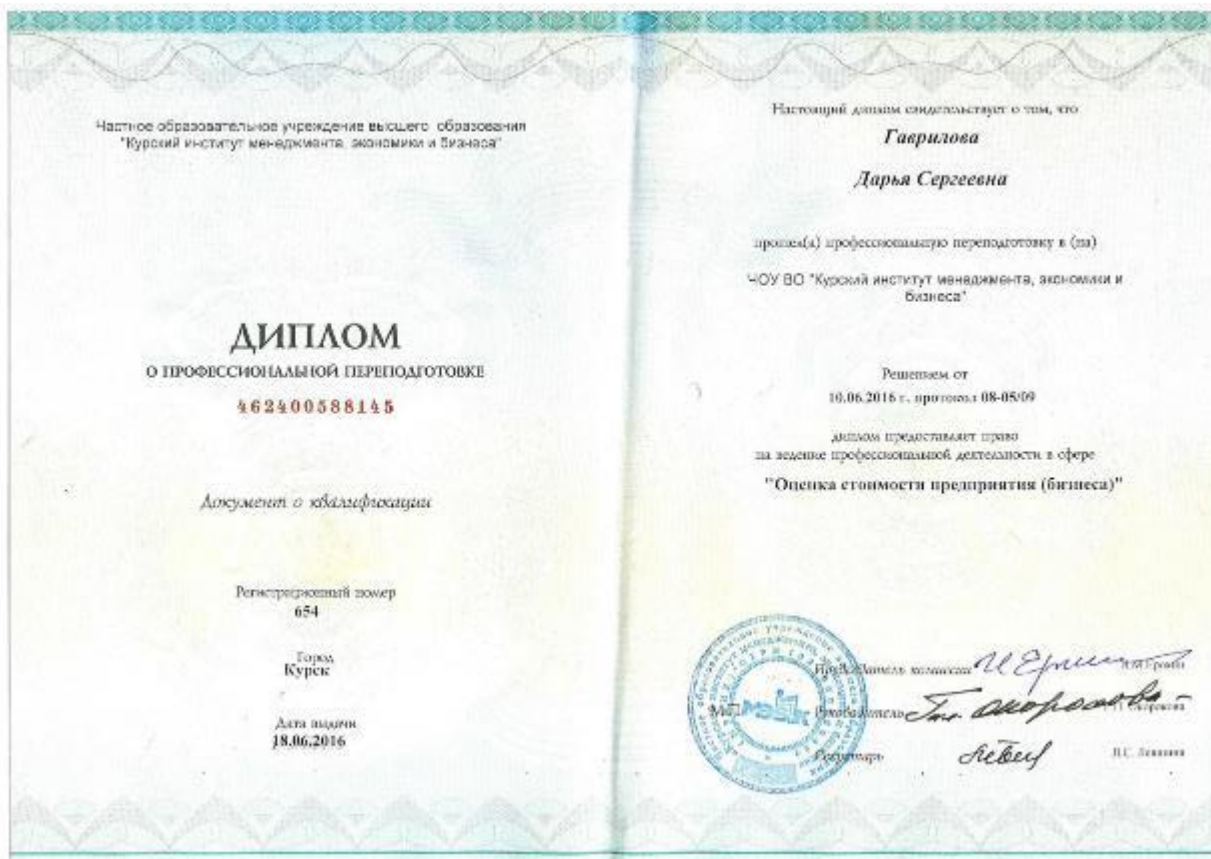 Частное образовательное учреждение высшего образования
"Курский институт менеджмента, экономики и бизнеса"
ДИПЛОМ
О ПРОФЕССИОНАЛЬНОЙ ПЕРЕПОДГОТОВКЕ
462400588145
Документ о квалификации
Регистрационный номер
654
Город
Курск
Дата выдачи
18.06.2016
Настоящий диплом свидетельствует о том, что
Гаврилова
Дарья Сергеевна
прошел(а) профессиональную переподготовку в (на)
ЧОУ ВО "Курский институт менеджмента, экономики и
бизнеса"
Решением от
10.06.2016 г., протокол 08-05/09
диплом предоставляет право
на ведение профессиональной деятельности в сфере
"Оценка стоимости предприятия (бизнеса)"
Председатель комиссии
М.П. Руководитель
Секретарь